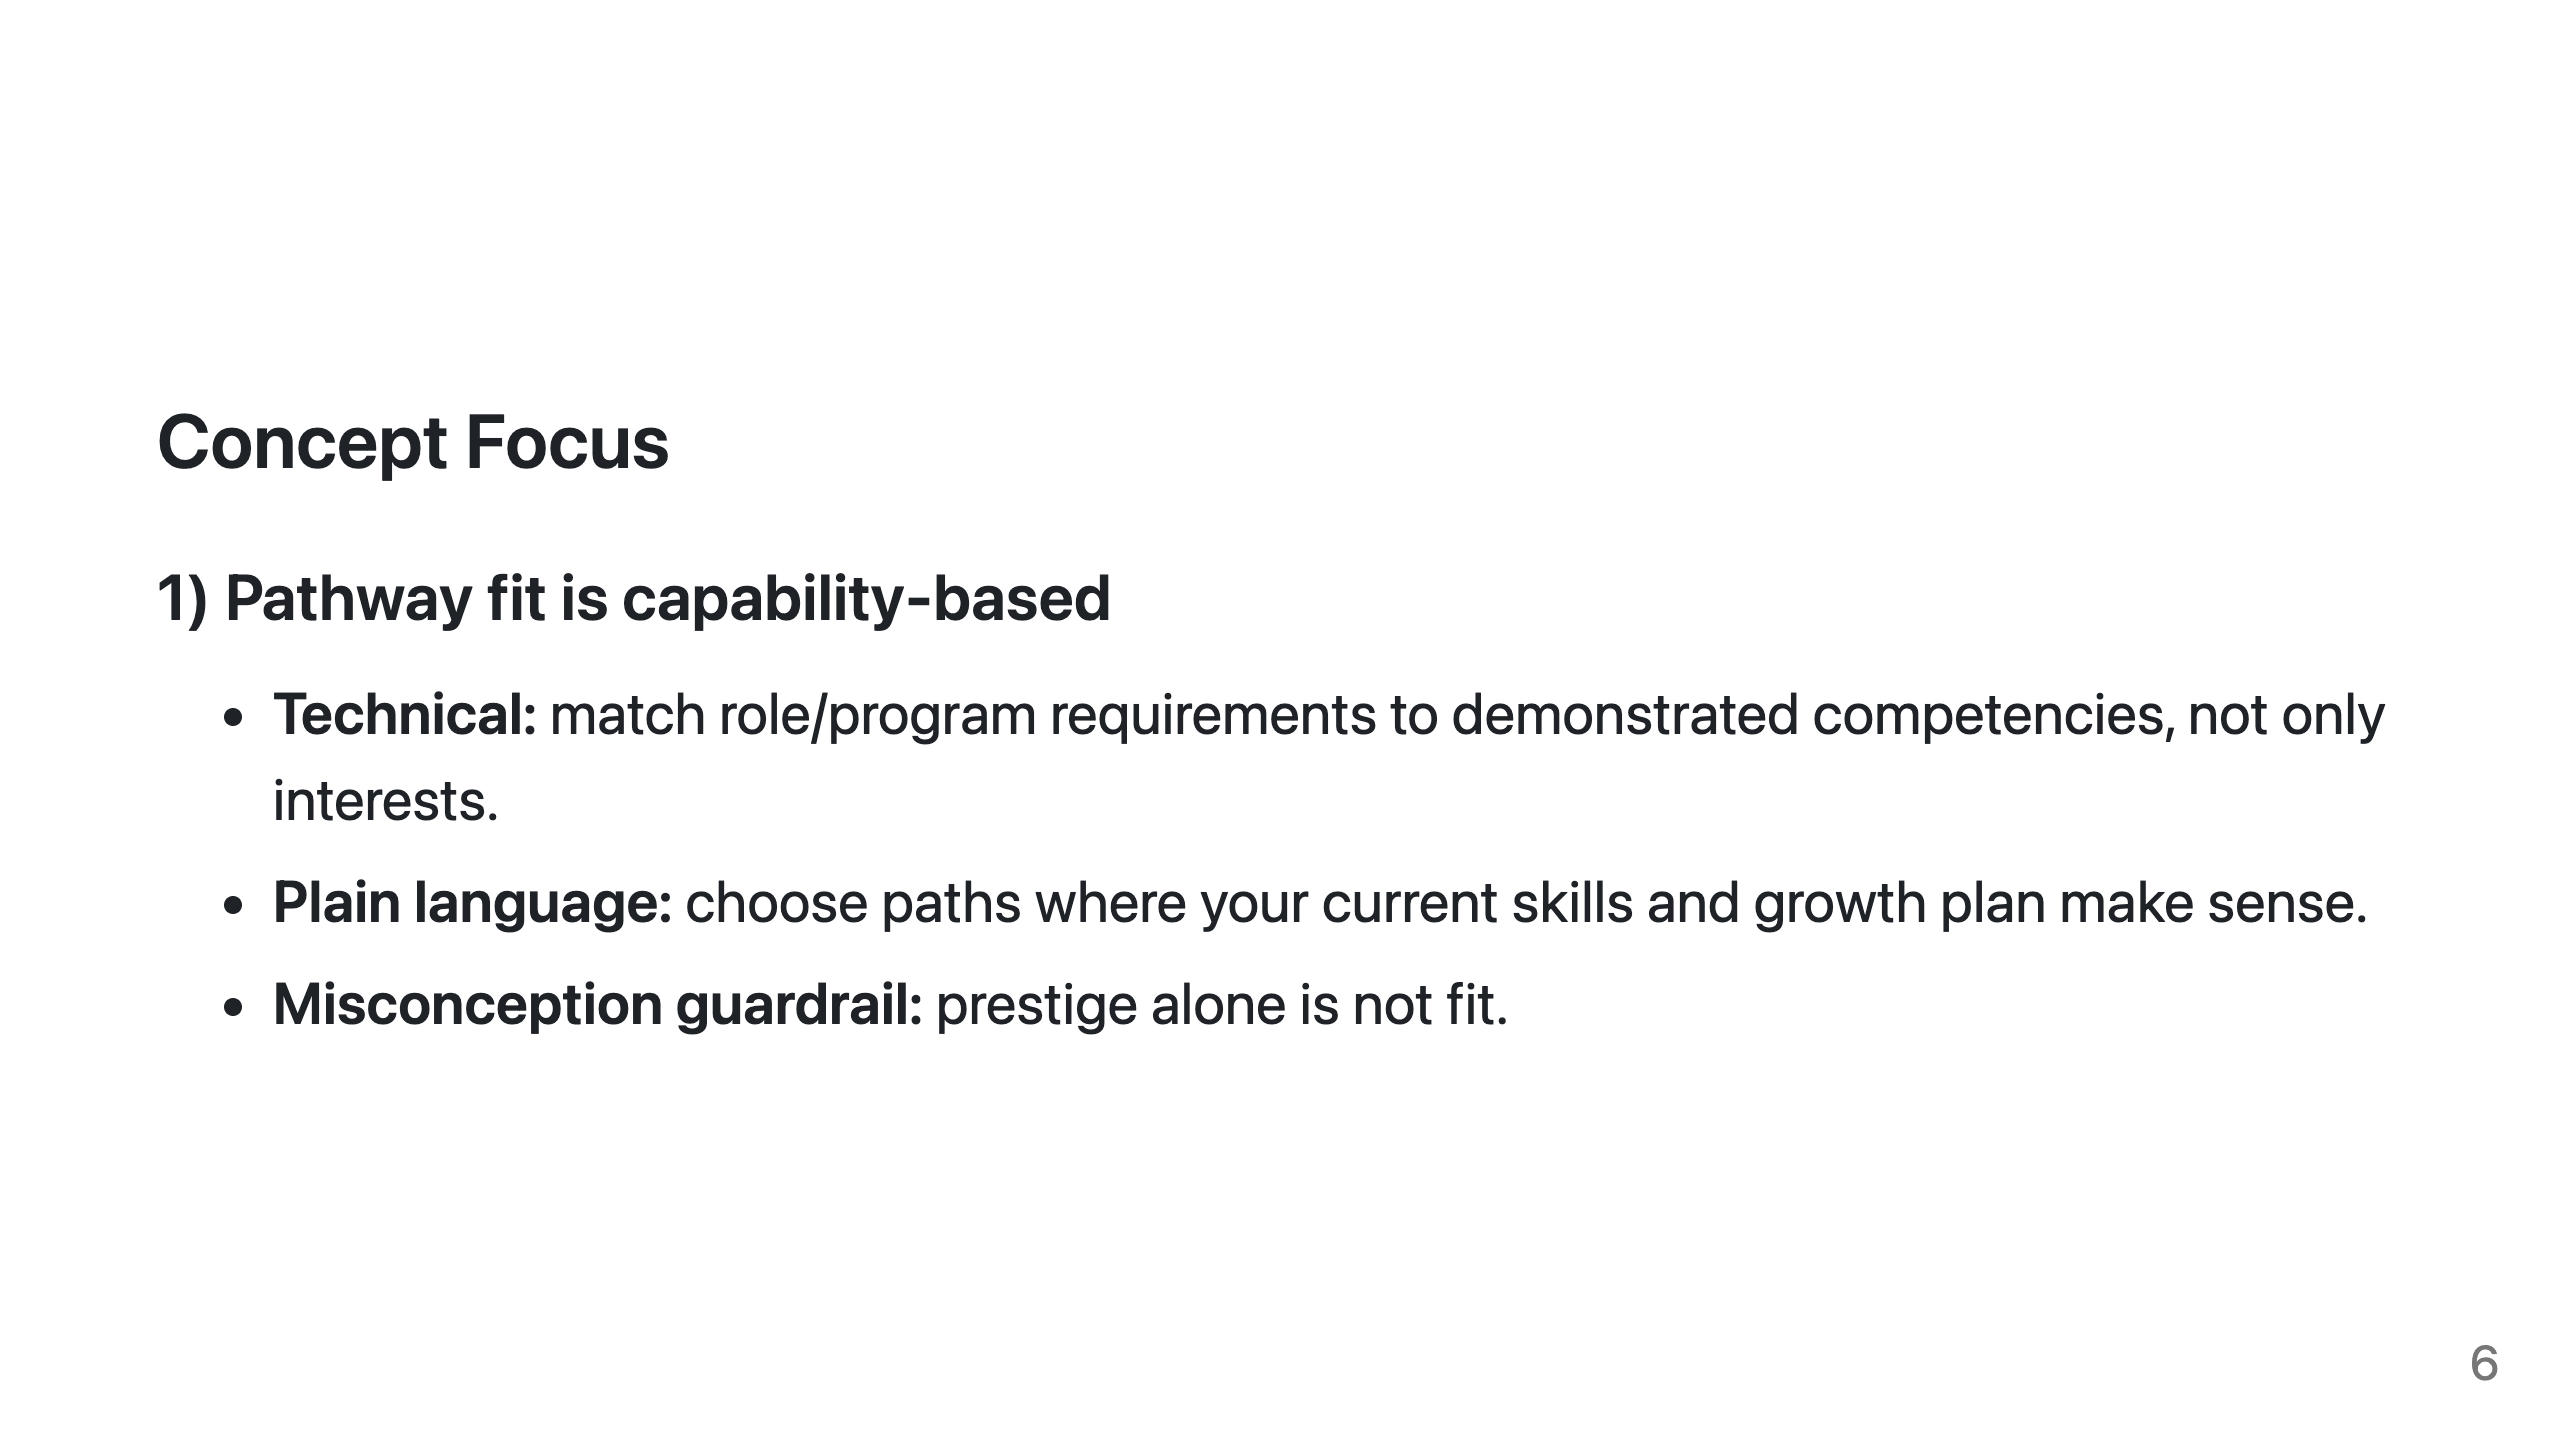 Concept Focus
1) Pathway fit is capability-based
• Technical: match role/program requirements to demonstrated competencies, not only
interests.
• Plain language: choose paths where your current skills and growth plan make sense.
• Misconception guardrail: prestige alone is not fit.
6